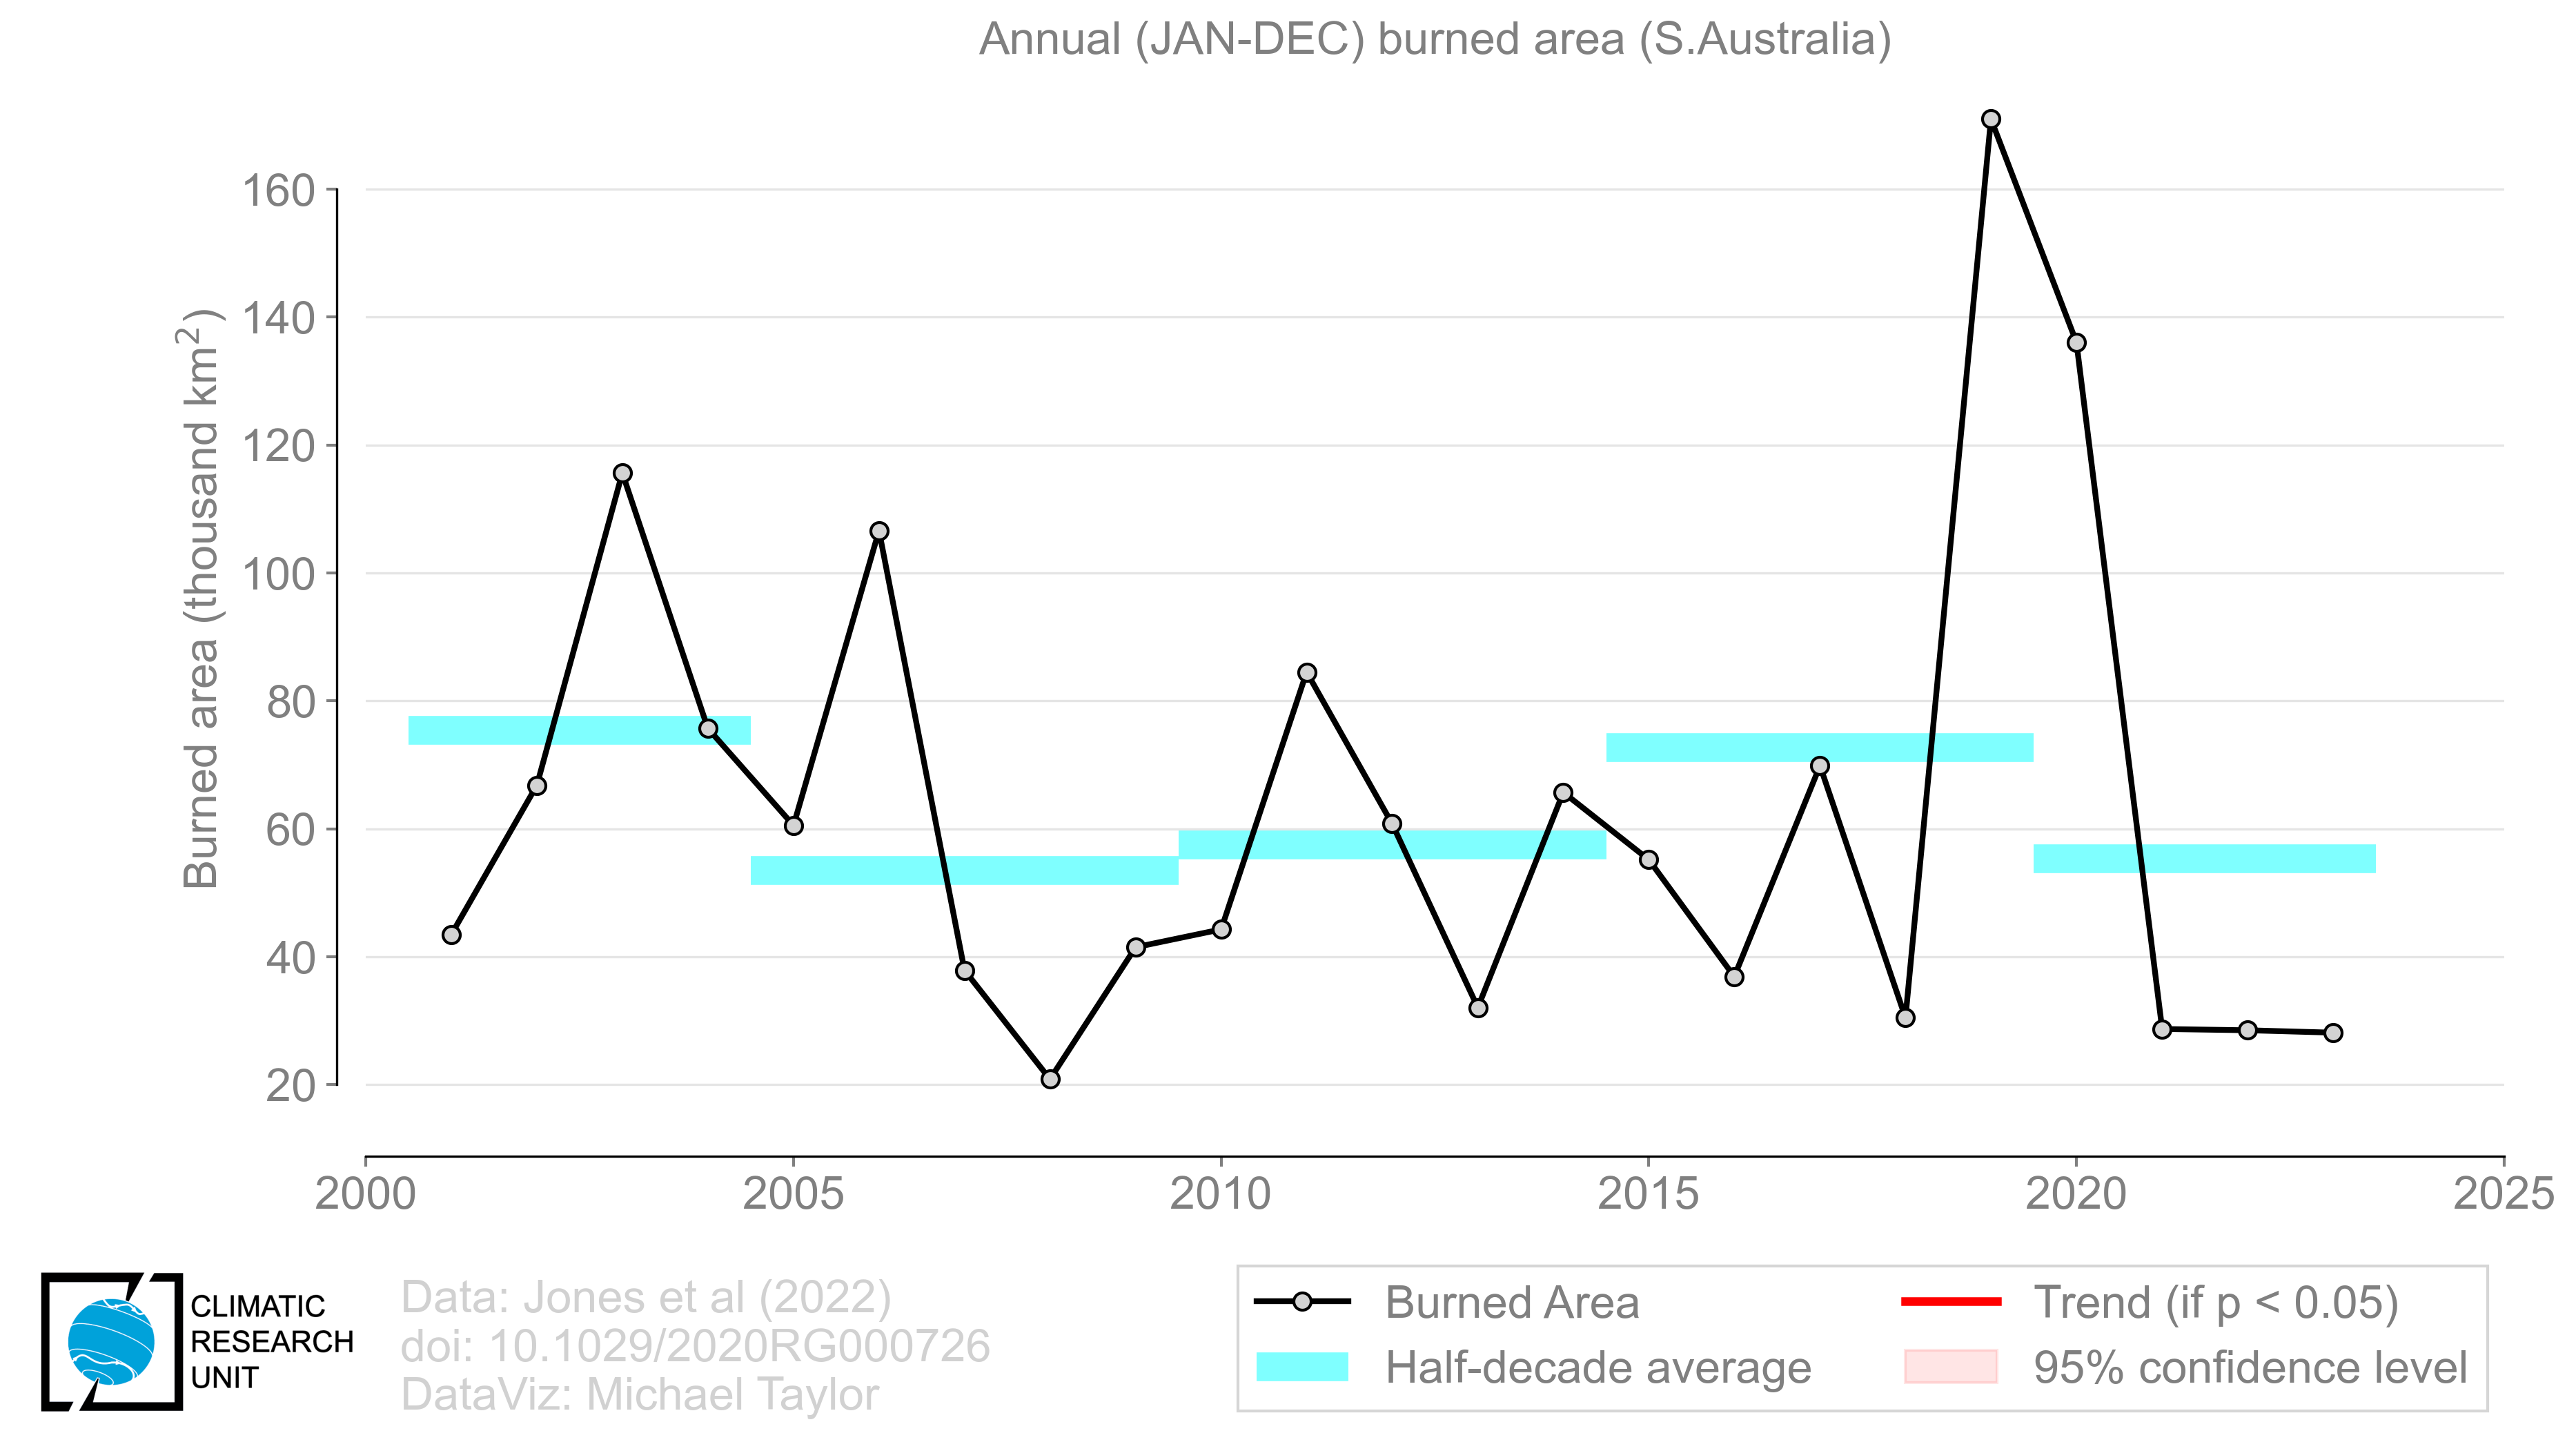 Annual (JAN-DEC) burned area (S.Australia)
Burned area (thousand km²)
160
140
120
100
80
60
40
20
2000
2005
2010
2015
2020
2025
CLIMATIC
RESEARCH
UNIT
Data: Jones et al (2022)
doi: 10.1029/2020RG000726
DataViz: Michael Taylor
Burned Area
Half-decade average
Trend (if p < 0.05)
95% confidence level